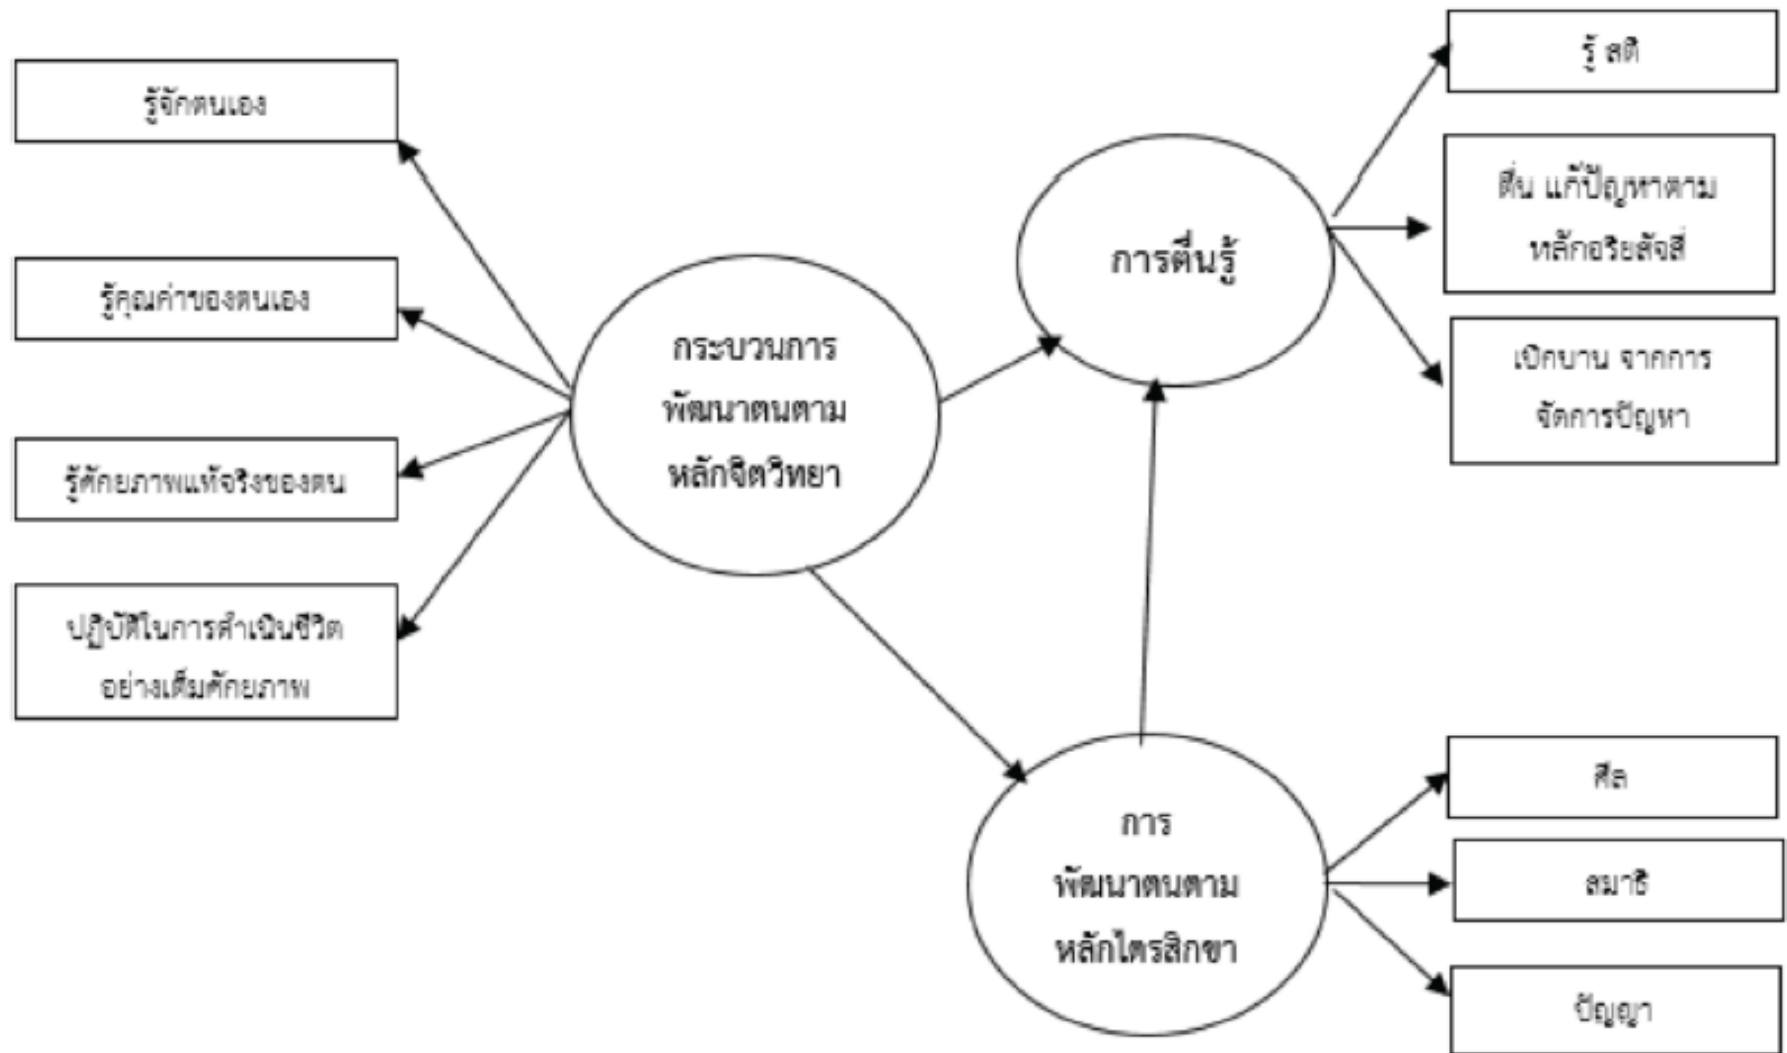 รู้จักตนเอง
รู้คุณค่าของตนเอง
รู้ศักยภาพแท้จริงของตน
ปฏิบัติในการดำเนินชีวิต
อย่างเต็มศักยภาพ
กระบวนการ
พัฒนาตนตาม
หลักจิตวิทยา
การตื่นรู้
รู้ สติ
ตื่น แก้ปัญหาตาม
หลักอริยสัจสี่
เบิกบาน จากการ
จัดการปัญหา
การ
พัฒนาตนตาม
หลักไตรสิกขา
ศีล
สมาธิ
ปัญญา